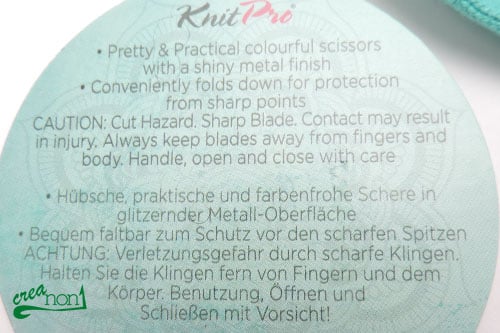 KnitPro®
• Pretty & Practical colourful scissors
with a shiny metal finish
• Conveniently folds down for protection
from sharp points
CAUTION: Cut Hazard. Sharp Blade. Contact may result
in injury. Always keep blades away from fingers and
body. Handle, open and close with care
• Hübsche, praktische und farbenfrohe Schere in
glitzernder Metall-Oberfläche
• Bequem faltbar zum Schutz vor den scharfen Spitzen
ACHTUNG: Verletzungsgefahr durch scharfe Klingen.
Halten Sie die Klingen fern von Fingern und dem
Körper. Benutzung, Öffnen und
Schließen mit Vorsicht!
crea
non